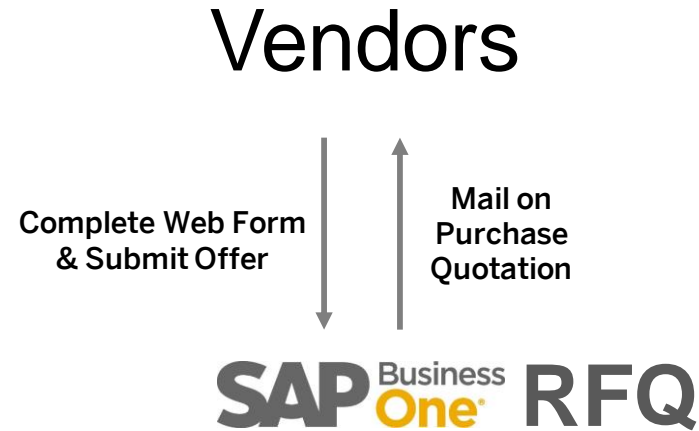 Vendors
Complete Web Form
& Submit Offer
Mail on
Purchase
Quotation
SAP Business One® RFQ